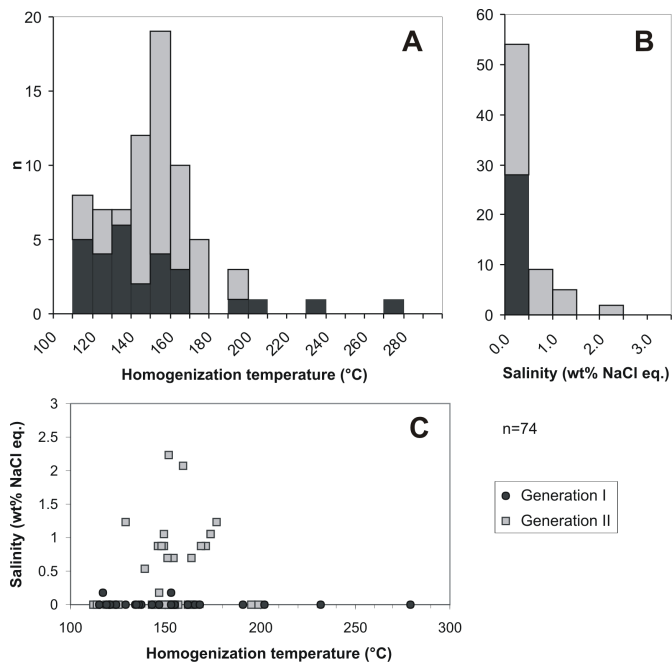 A
20
15
10
5
0
n
100 120 140 160 180 200 220 240 260 280
Homogenization temperature (°C)
B
60
50
40
30
20
10
0
0.0 1.0 2.0 3.0
Salinity (wt% NaCl eq.)
C
3
2.5
2
1.5
1
0.5
0
Salinity (wt% NaCl eq.)
100 150 200 250 300
Homogenization temperature (°C)
n=74
Generation I
Generation II